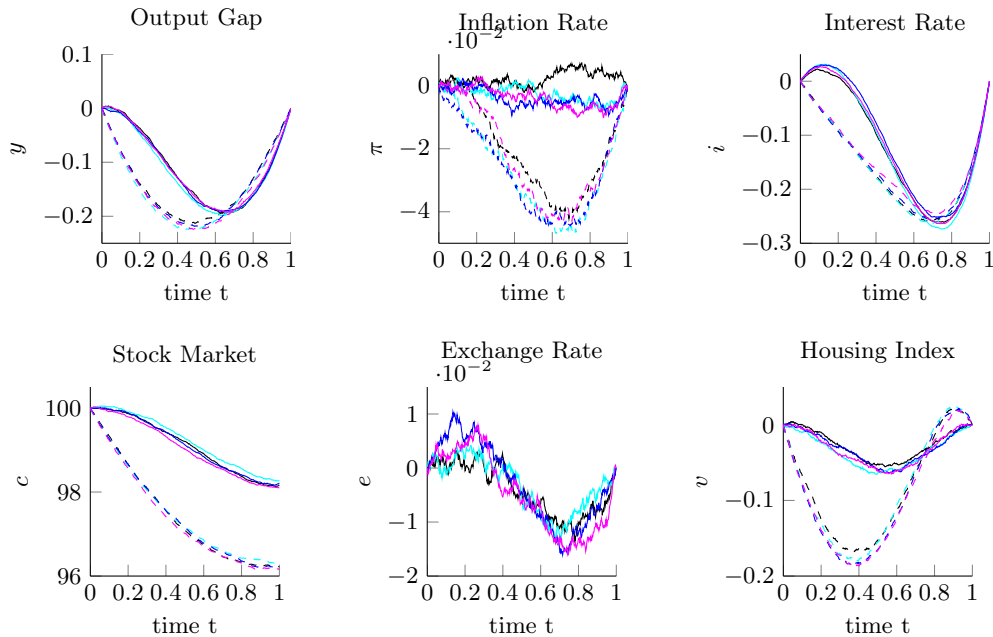 Output Gap
0.1
0
−0.1
−0.2
y
0 0.2 0.4 0.6 0.8 1
time t
Inflation Rate
·10−2
0
−2
−4
π
0 0.2 0.4 0.6 0.8 1
time t
Interest Rate
0
−0.1
−0.2
−0.3
i
0 0.2 0.4 0.6 0.8 1
time t
Stock Market
100
98
96
c
0 0.2 0.4 0.6 0.8 1
time t
Exchange Rate
·10−2
1
0
−1
−2
e
0 0.2 0.4 0.6 0.8 1
time t
Housing Index
0
−0.1
−0.2
v
0 0.2 0.4 0.6 0.8 1
time t